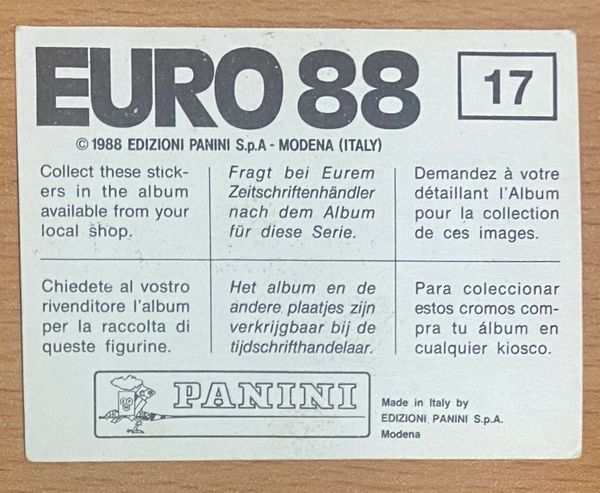 EURO 88
17
© 1988 EDIZIONI PANINI S.p.A - MODENA (ITALY)
Collect these stick-
ers in the album
available from your
local shop.
Fragt bei Eurem
Zeitschriftenhändler
nach dem Album
für diese Serie.
Demandez à votre
détaillant l'Album
pour la collection
de ces images.
Chiedete al vostro
rivenditore l'album
per la raccolta di
queste figurine.
Het album en de
andere plaatjes zijn
verkrijgbaar bij de
tijdschrifthandelaar.
Para coleccionar
estos cromos com-
pra tu álbum en
cualquier kiosco.
PANINI
Made in Italy by
EDIZIONI PANINI S.p.A.
Modena